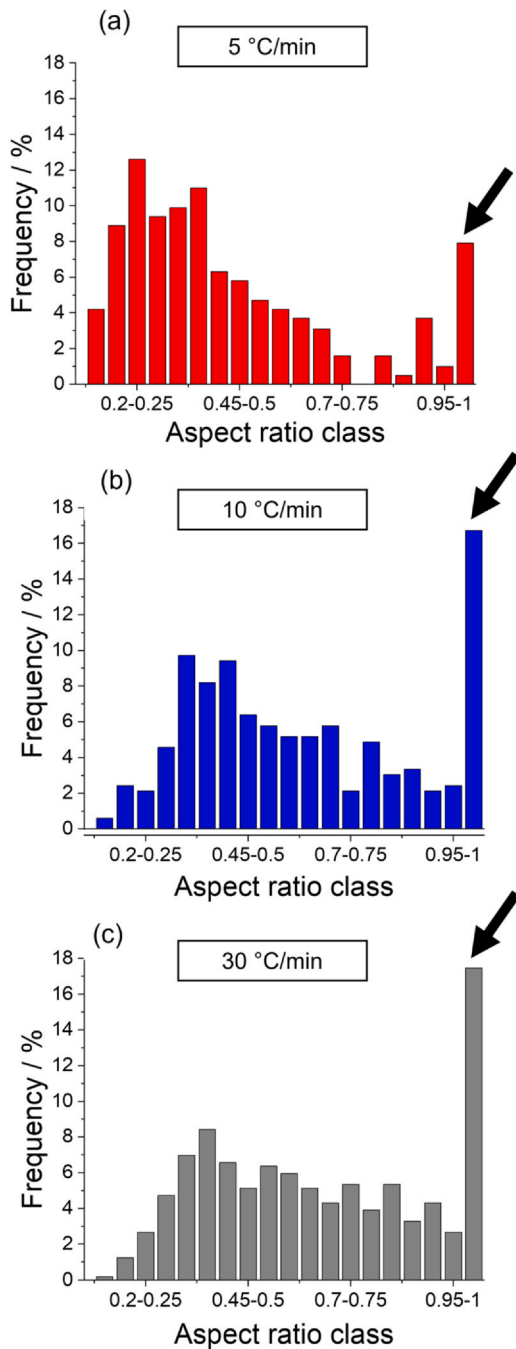 (a)
5 °C/min
18
16
14
12
10
8
6
4
2
0
Frequency / %
0.2-0.25 0.45-0.5 0.7-0.75 0.95-1
Aspect ratio class
(b)
10 °C/min
18
16
14
12
10
8
6
4
2
0
Frequency / %
0.2-0.25 0.45-0.5 0.7-0.75 0.95-1
Aspect ratio class
(c)
30 °C/min
18
16
14
12
10
8
6
4
2
0
Frequency / %
0.2-0.25 0.45-0.5 0.7-0.75 0.95-1
Aspect ratio class